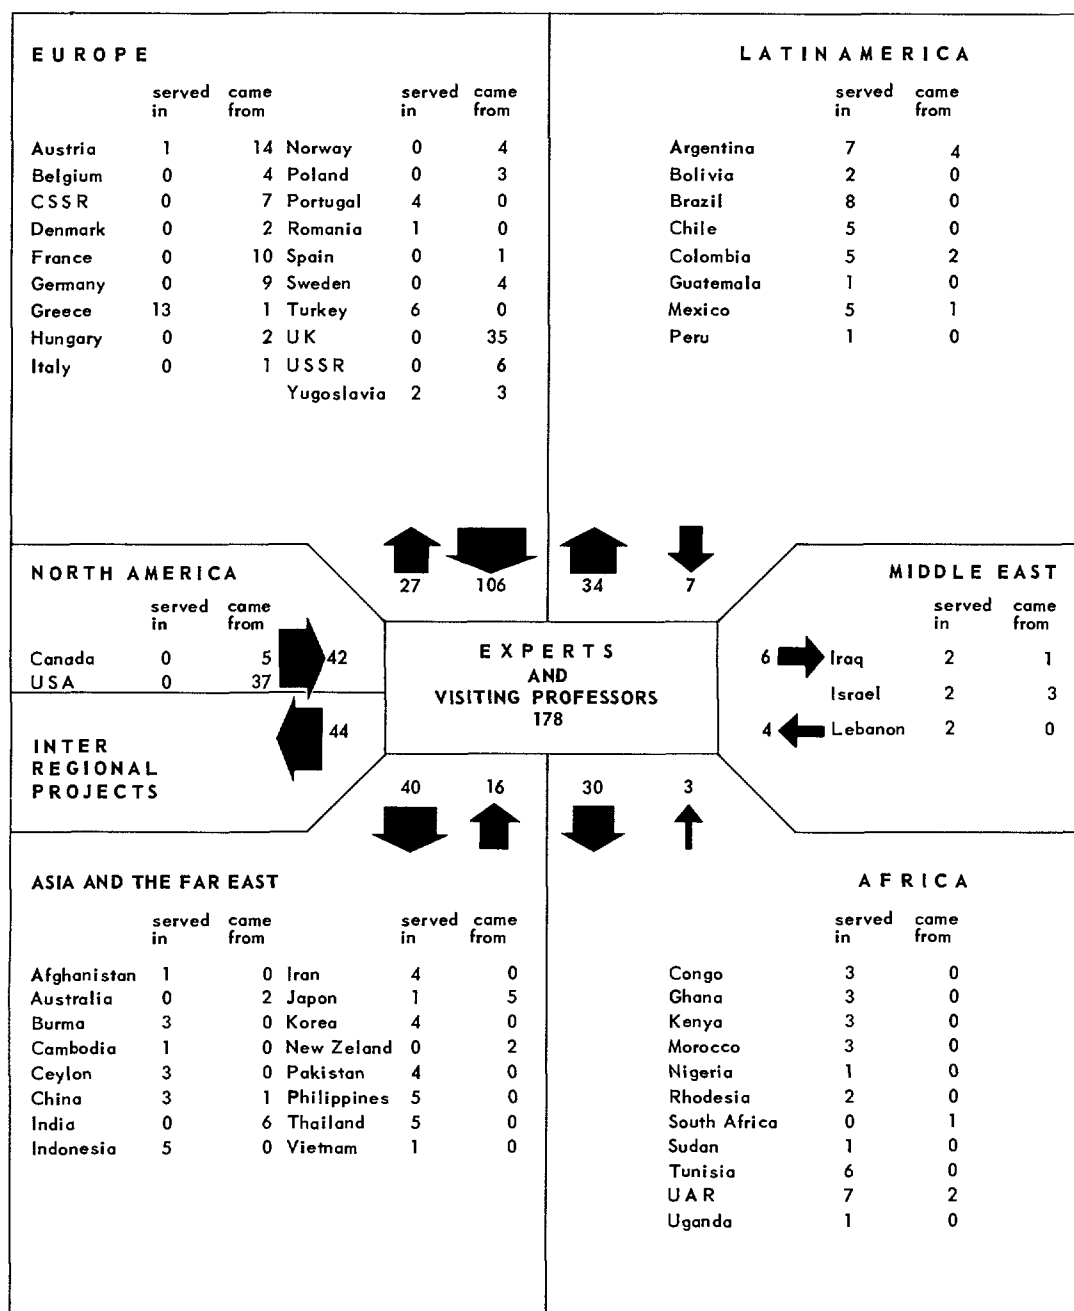 EUROPE
served in came from served in came from
Austria 1 14 Norway 0 4
Belgium 0 4 Poland 0 3
CSSR 0 7 Portugal 4 0
Denmark 0 2 Romania 1 0
France 0 10 Spain 0 1
Germany 0 9 Sweden 0 4
Greece 13 1 Turkey 6 0
Hungary 0 2 UK 0 35
Italy 0 1 USSR 0 6
Yugoslavia 2 3
27 106
LATIN AMERICA
served in came from
Argentina 7 4
Bolivia 2 0
Brazil 8 0
Chile 5 0
Colombia 5 2
Guatemala 1 0
Mexico 5 1
Peru 1 0
34 7
NORTH AMERICA
served in came from
Canada 0 5
USA 0 37
42
EXPERTS
AND
VISITING PROFESSORS
178
MIDDLE EAST
served in came from
6 Iraq 2 1
Israel 2 3
4 Lebanon 2 0
INTER
REGIONAL
PROJECTS
44
40 16
30 3
ASIA AND THE FAR EAST
served in came from served in came from
Afghanistan 1 0 Iran 4 0
Australia 0 2 Japon 1 5
Burma 3 0 Korea 4 0
Cambodia 1 0 New Zeland 0 2
Ceylon 3 0 Pakistan 4 0
China 3 1 Philippines 5 0
India 0 6 Thailand 5 0
Indonesia 5 0 Vietnam 1 0
AFRICA
served in came from
Congo 3 0
Ghana 3 0
Kenya 3 0
Morocco 3 0
Nigeria 1 0
Rhodesia 2 0
South Africa 0 1
Sudan 1 0
Tunisia 6 0
UAR 7 2
Uganda 1 0